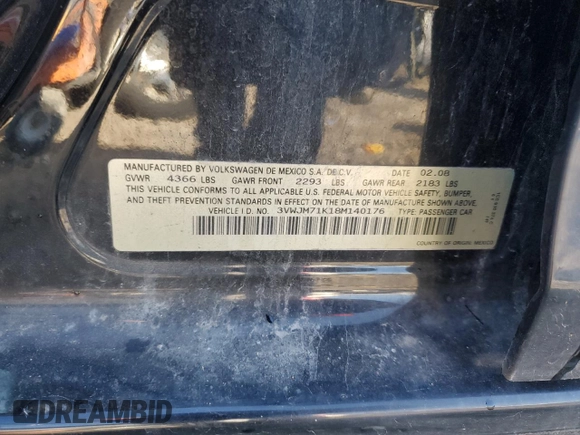 MANUFACTURED BY VOLKSWAGEN DE MEXICO S.A. DE C.V. DATE 02.08
GVWR 4366 LBS GAWR FRONT 2293 LBS GAWR REAR 2183 LBS
THIS VEHICLE CONFORMS TO ALL APPLICABLE U.S. FEDERAL MOTOR VEHICLE SAFETY, BUMPER,
AND THEFT PREVENTION STANDARDS IN EFFECT ON THE DATE OF MANUFACTURE SHOWN ABOVE.
VEHICLE I.D. NO. 3VWJM71K18M140176 TYPE: PASSENGER CAR
COUNTRY OF ORIGIN: MEXICO
DREAMBID